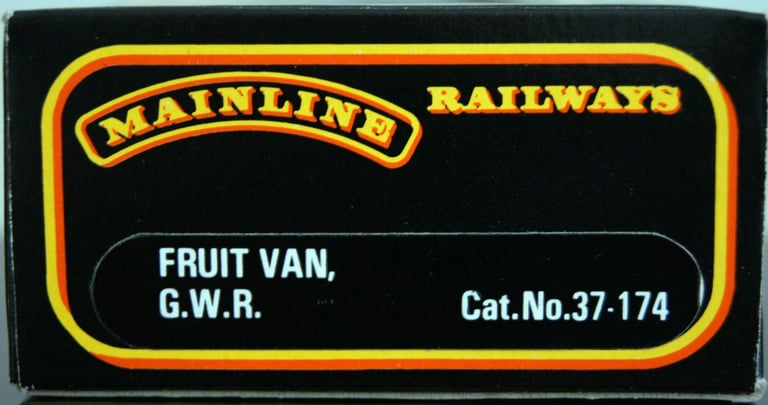 MAINLINE RAILWAYS
FRUIT VAN,
G.W.R. Cat.No.37-174